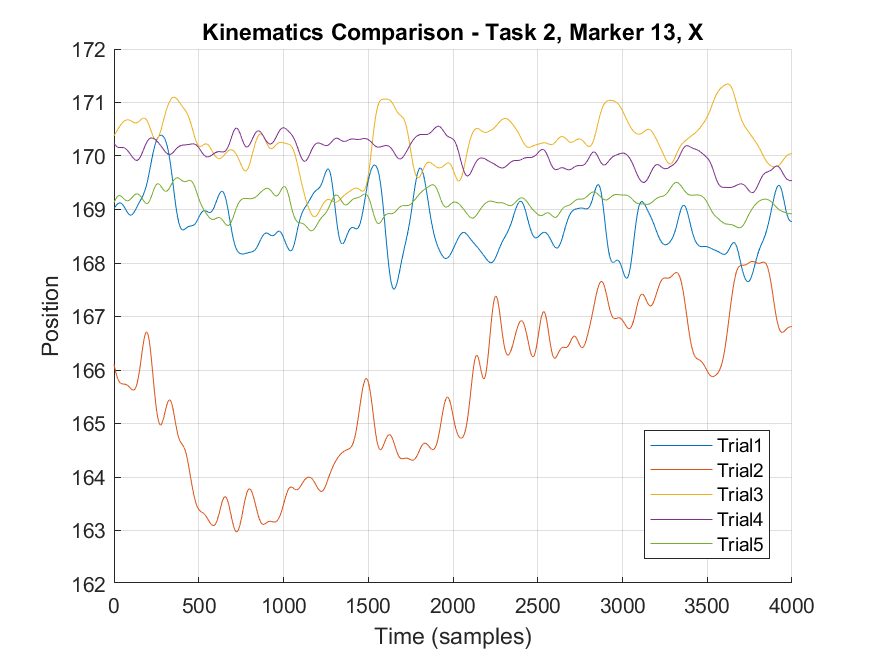 Kinematics Comparison - Task 2, Marker 13, X
172
171
170
169
168
167
166
165
164
163
162
Position
Trial1
Trial2
Trial3
Trial4
Trial5
0 500 1000 1500 2000 2500 3000 3500 4000
Time (samples)